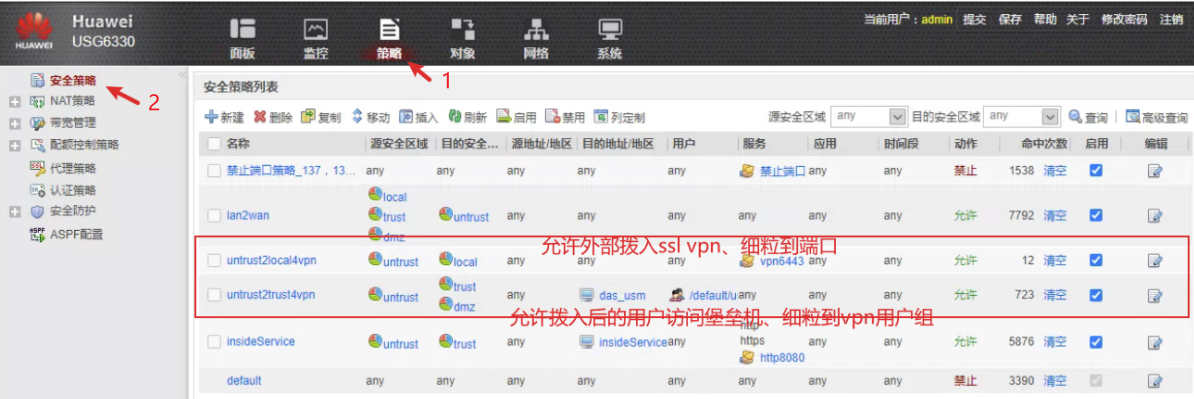 Huawei
USG6330
HUAWEI
面板
监控
策略
对象
网络
系统
当前用户：admin 提交 保存 帮助 关于 修改密码 注销
1
安全策略
2
NAT策略
带宽管理
配额控制策略
代理策略
认证策略
安全防护
ASPF配置
安全策略列表
新建 删除 复制 移动 插入 刷新 启用 禁用 列定制 源安全区域 any 目的安全区域 any 查询 高级查询
名称 源安全区域 目的安全... 源地址/地区 目的地址/地区 用户 服务 应用 时间段 动作 命中次数 启用 编辑
禁止端口策略_137，13... any any any any any 禁止端口 any any 禁止 1538 清空
lan2wan local trust dmz untrust any any any any any any 允许 7792 清空
允许外部拨入ssl vpn、细粒到端口
untrust2local4vpn untrust local any any any vpn6443 any any 允许 12 清空
untrust2trust4vpn untrust trust dmz any das_usm /default/u any any any 允许 723 清空
允许拨入后的用户访问堡垒机、细粒到vpn用户组
insideService untrust trust any insideService any http https http8080 any any 允许 5876 清空
default any any any any any any any any 禁止 3390 清空